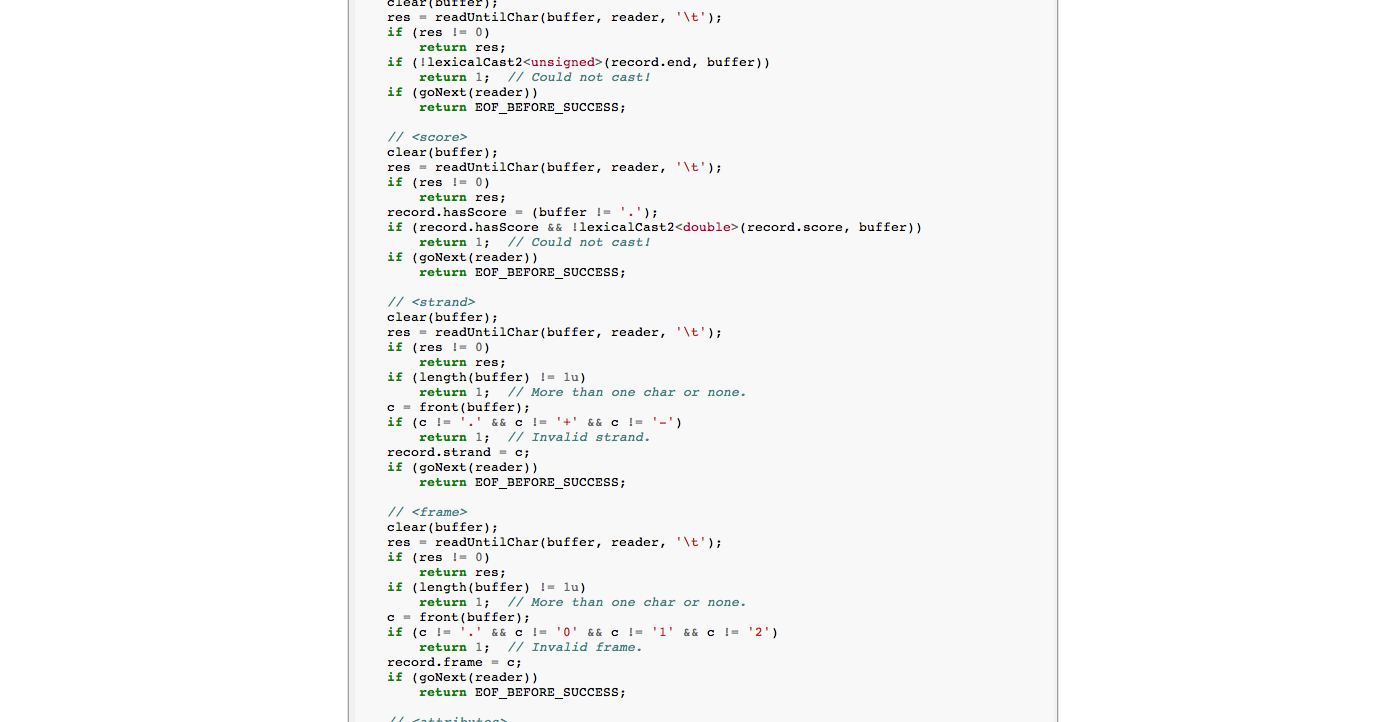 clear(buffer);
res = readUntilChar(buffer, reader, '\t');
if (res != 0)
    return res;
if (!lexicalCast2<unsigned>(record.end, buffer))
    return 1;  // Could not cast!
if (goNext(reader))
    return EOF_BEFORE_SUCCESS;

// <score>
clear(buffer);
res = readUntilChar(buffer, reader, '\t');
if (res != 0)
    return res;
record.hasScore = (buffer != '.');
if (record.hasScore && !lexicalCast2<double>(record.score, buffer))
    return 1;  // Could not cast!
if (goNext(reader))
    return EOF_BEFORE_SUCCESS;

// <strand>
clear(buffer);
res = readUntilChar(buffer, reader, '\t');
if (res != 0)
    return res;
if (length(buffer) != 1u)
    return 1;  // More than one char or none.
c = front(buffer);
if (c != '.' && c != '+' && c != '-')
    return 1;  // Invalid strand.
record.strand = c;
if (goNext(reader))
    return EOF_BEFORE_SUCCESS;

// <frame>
clear(buffer);
res = readUntilChar(buffer, reader, '\t');
if (res != 0)
    return res;
if (length(buffer) != 1u)
    return 1;  // More than one char or none.
c = front(buffer);
if (c != '.' && c != '0' && c != '1' && c != '2')
    return 1;  // Invalid frame.
record.frame = c;
if (goNext(reader))
    return EOF_BEFORE_SUCCESS;

// <attributes>